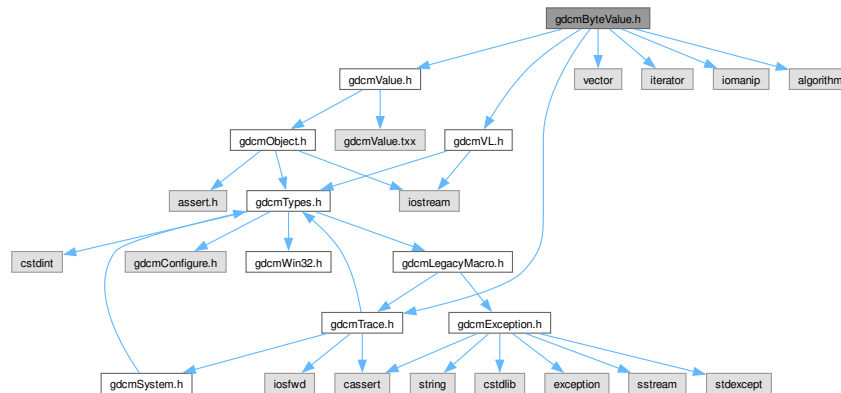 gdcmByteValue.h
gdcmValue.h
vector
iterator
iomanip
algorithm
gdcmObject.h
gdcmValue.txx
gdcmVL.h
assert.h
gdcmTypes.h
iostream
cstdint
gdcmConfigure.h
gdcmWin32.h
gdcmLegacyMacro.h
gdcmTrace.h
gdcmException.h
gdcmSystem.h
iosfwd
cassert
string
cstdlib
exception
sstream
stdexcept